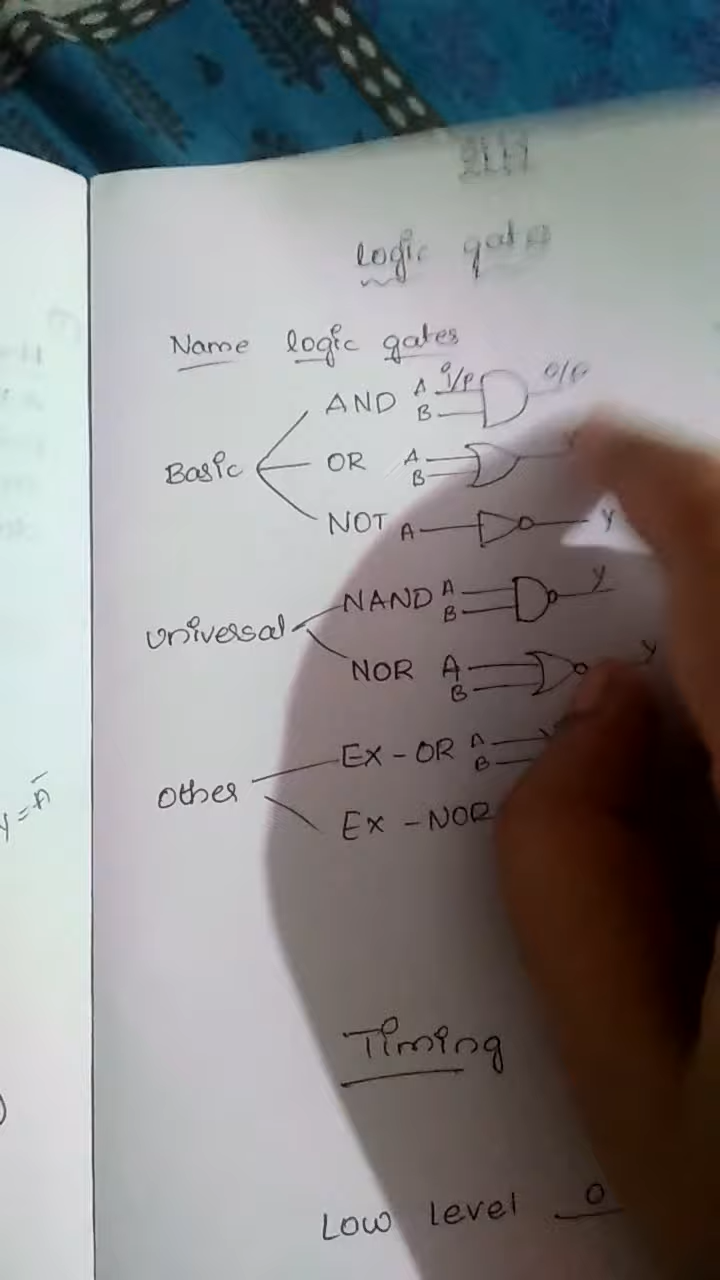 logic gates
Name logic gates
Basic
AND A I/P O/P
B
OR A
B
NOT A Y
Universal
NAND A Y
B
NOR A Y
B
Other
Ex - OR A
B
Ex - NOR
Y = Ā
Timing
Low level 0